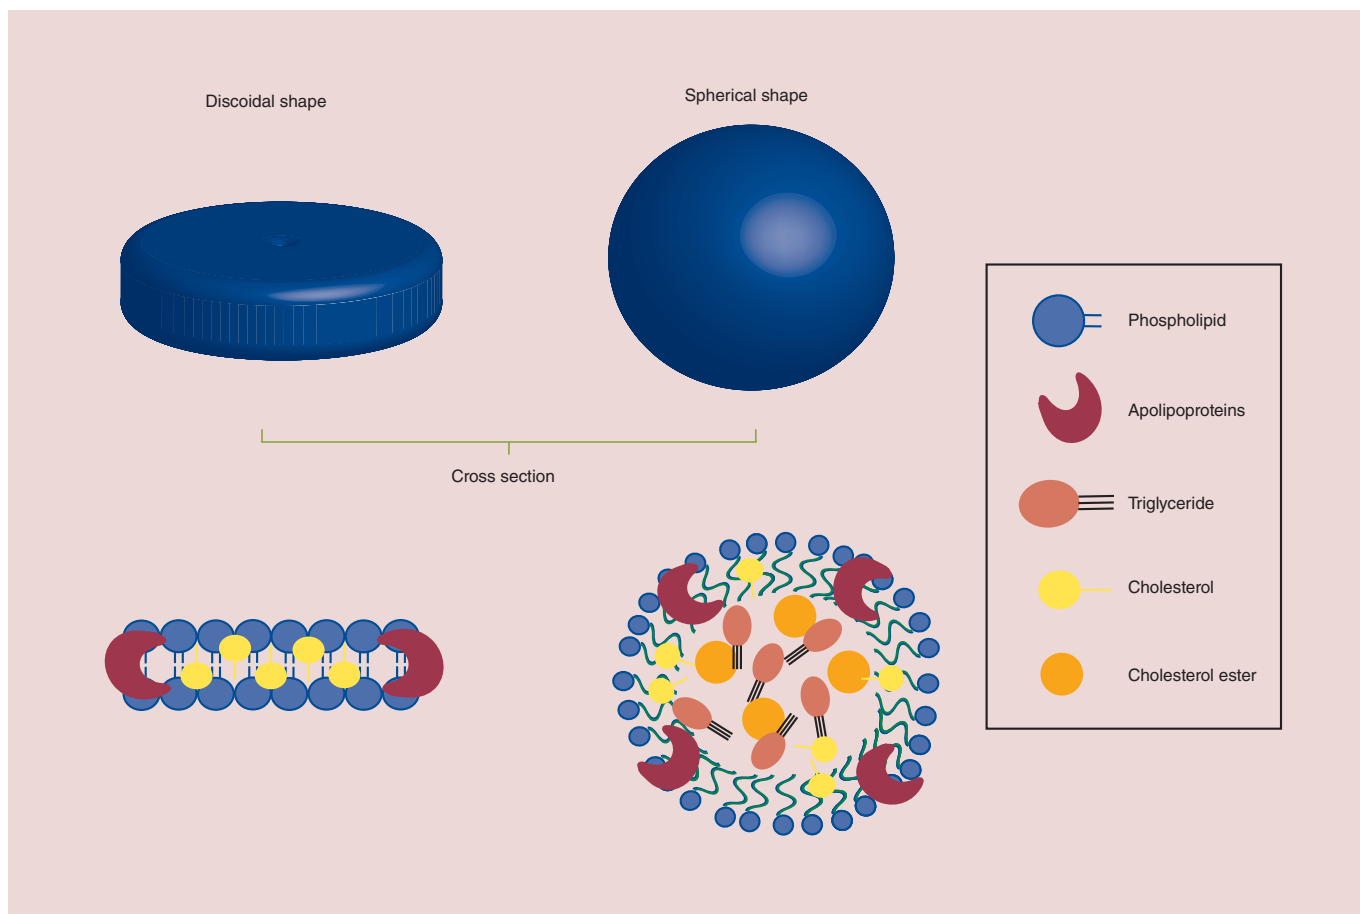 Discoidal shape
Spherical shape
Cross section
Phospholipid
Apolipoproteins
Triglyceride
Cholesterol
Cholesterol ester